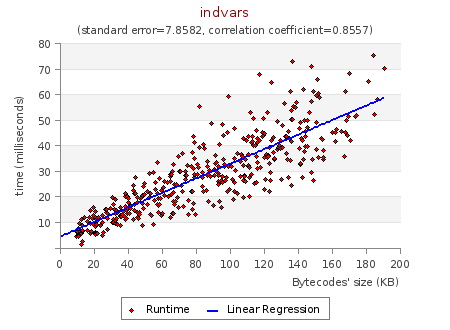 indvars
(standard error=7.8582, correlation coefficient=0.8557)
80
70
60
50
40
30
20
10
time (milliseconds)
0 20 40 60 80 100 120 140 160 180 200
Bytecodes' size (KB)
Runtime Linear Regression